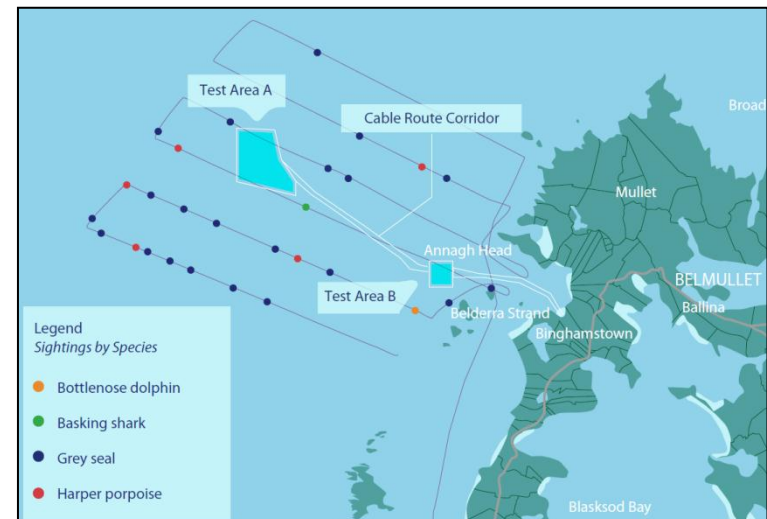 Test Area A
Cable Route Corridor
Broad
Mullet
Annagh Head
BELMULLET
Ballina
Test Area B
Belderra Strand
Binghamstown
Legend
Sightings by Species
Bottlenose dolphin
Basking shark
Grey seal
Harper porpoise
Blasksod Bay